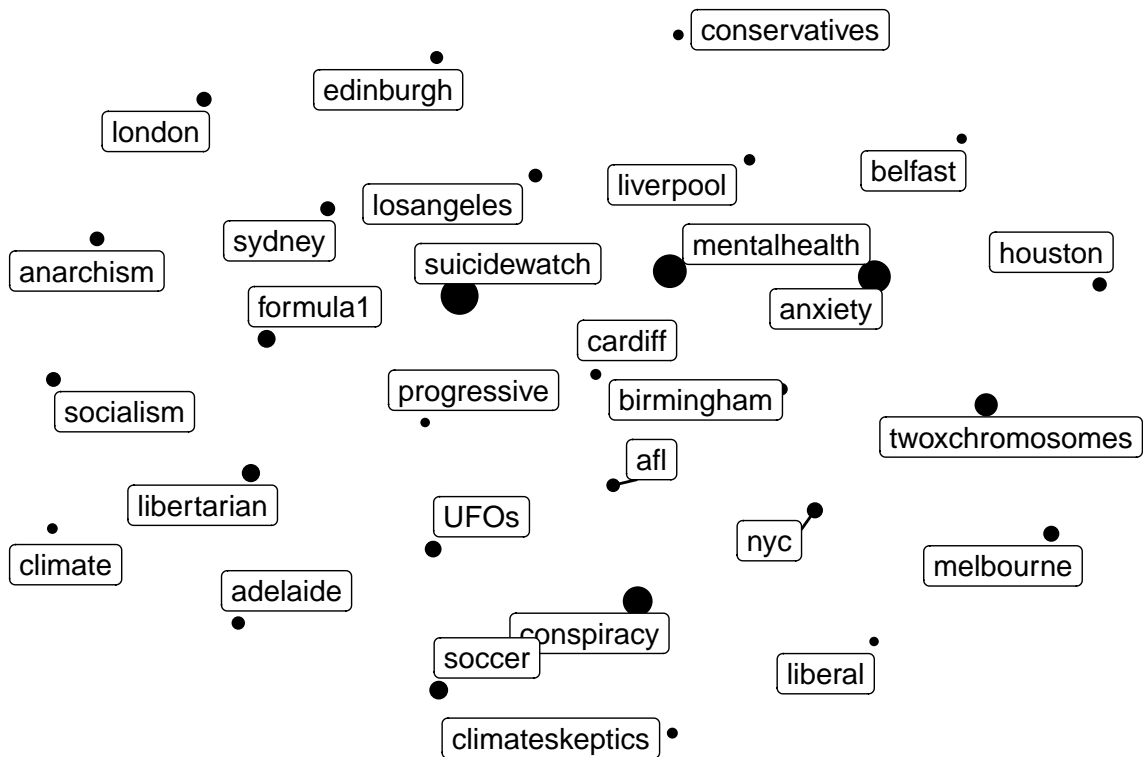 conservatives
edinburgh
london
belfast
liverpool
losangeles
sydney
mentalhealth
houston
suicidewatch
anarchism
formula1
anxiety
cardiff
progressive
birmingham
socialism
twoxchromosomes
afl
libertarian
UFOs
nyc
climate
melbourne
adelaide
conspiracy
soccer
liberal
climateskeptics